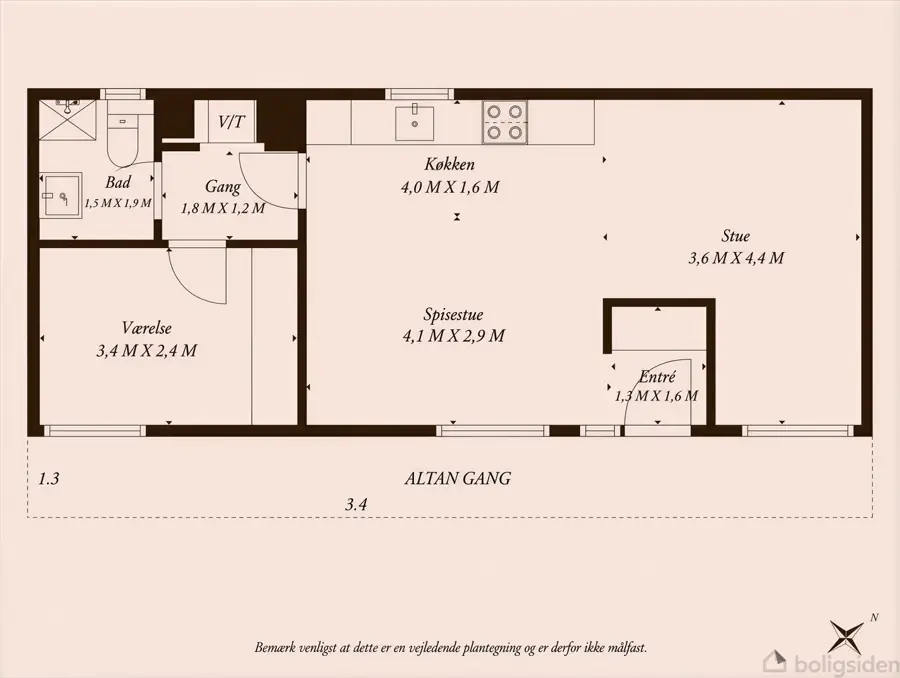 V/T
Køkken
4,0 M X 1,6 M
Bad
1,5 M X 1,9 M
Gang
1,8 M X 1,2 M
Stue
3,6 M X 4,4 M
Værelse
3,4 M X 2,4 M
Spisestue
4,1 M X 2,9 M
Entré
1,3 M X 1,6 M
1.3
ALTAN GANG
3.4
N
Bemærk venligst at dette er en vejledende plantegning og er derfor ikke målfast.
boligsiden